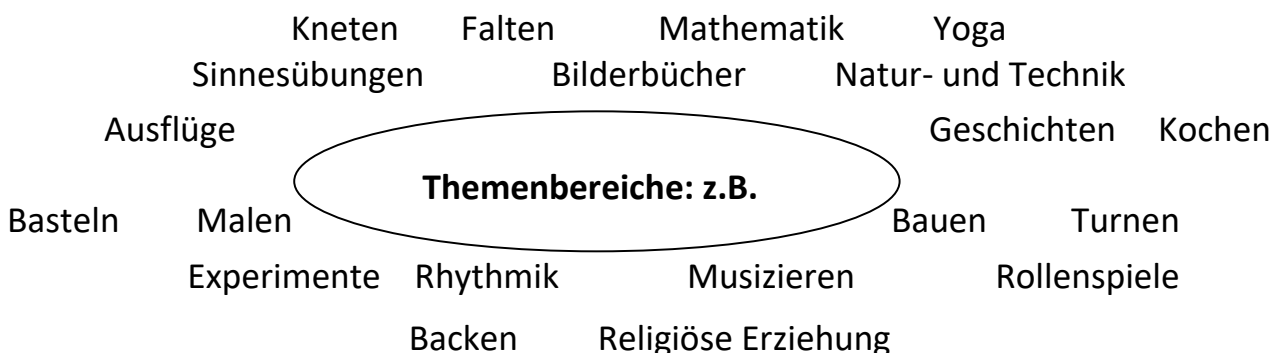 Kneten Falten Mathematik Yoga
Sinnesübungen Bilderbücher Natur- und Technik
Ausflüge Geschichten Kochen
Themenbereiche: z.B.
Basteln Malen Bauen Turnen
Experimente Rhythmik Musizieren Rollenspiele
Backen Religiöse Erziehung